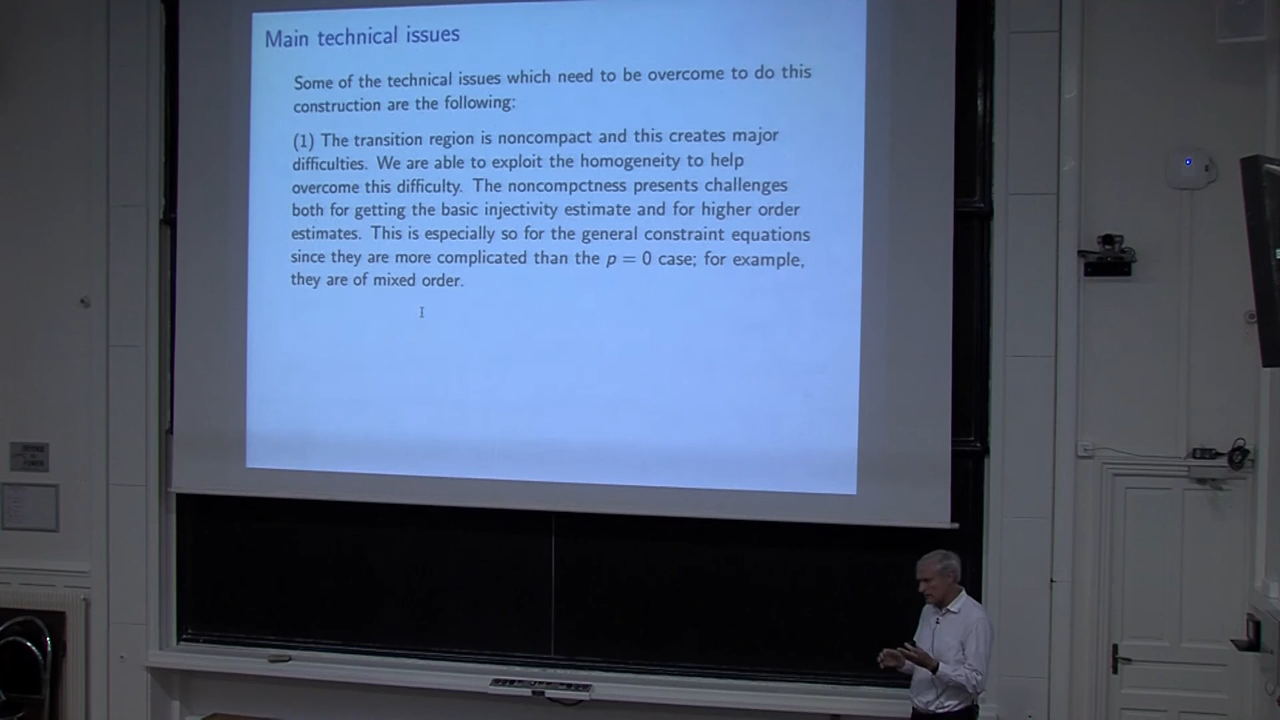 Main technical issues
Some of the technical issues which need to be overcome to do this
construction are the following:
(1) The transition region is noncompact and this creates major
difficulties. We are able to exploit the homogeneity to help
overcome this difficulty. The noncompctness presents challenges
both for getting the basic injectivity estimate and for higher order
estimates. This is especially so for the general constraint equations
since they are more complicated than the p = 0 case; for example,
they are of mixed order.